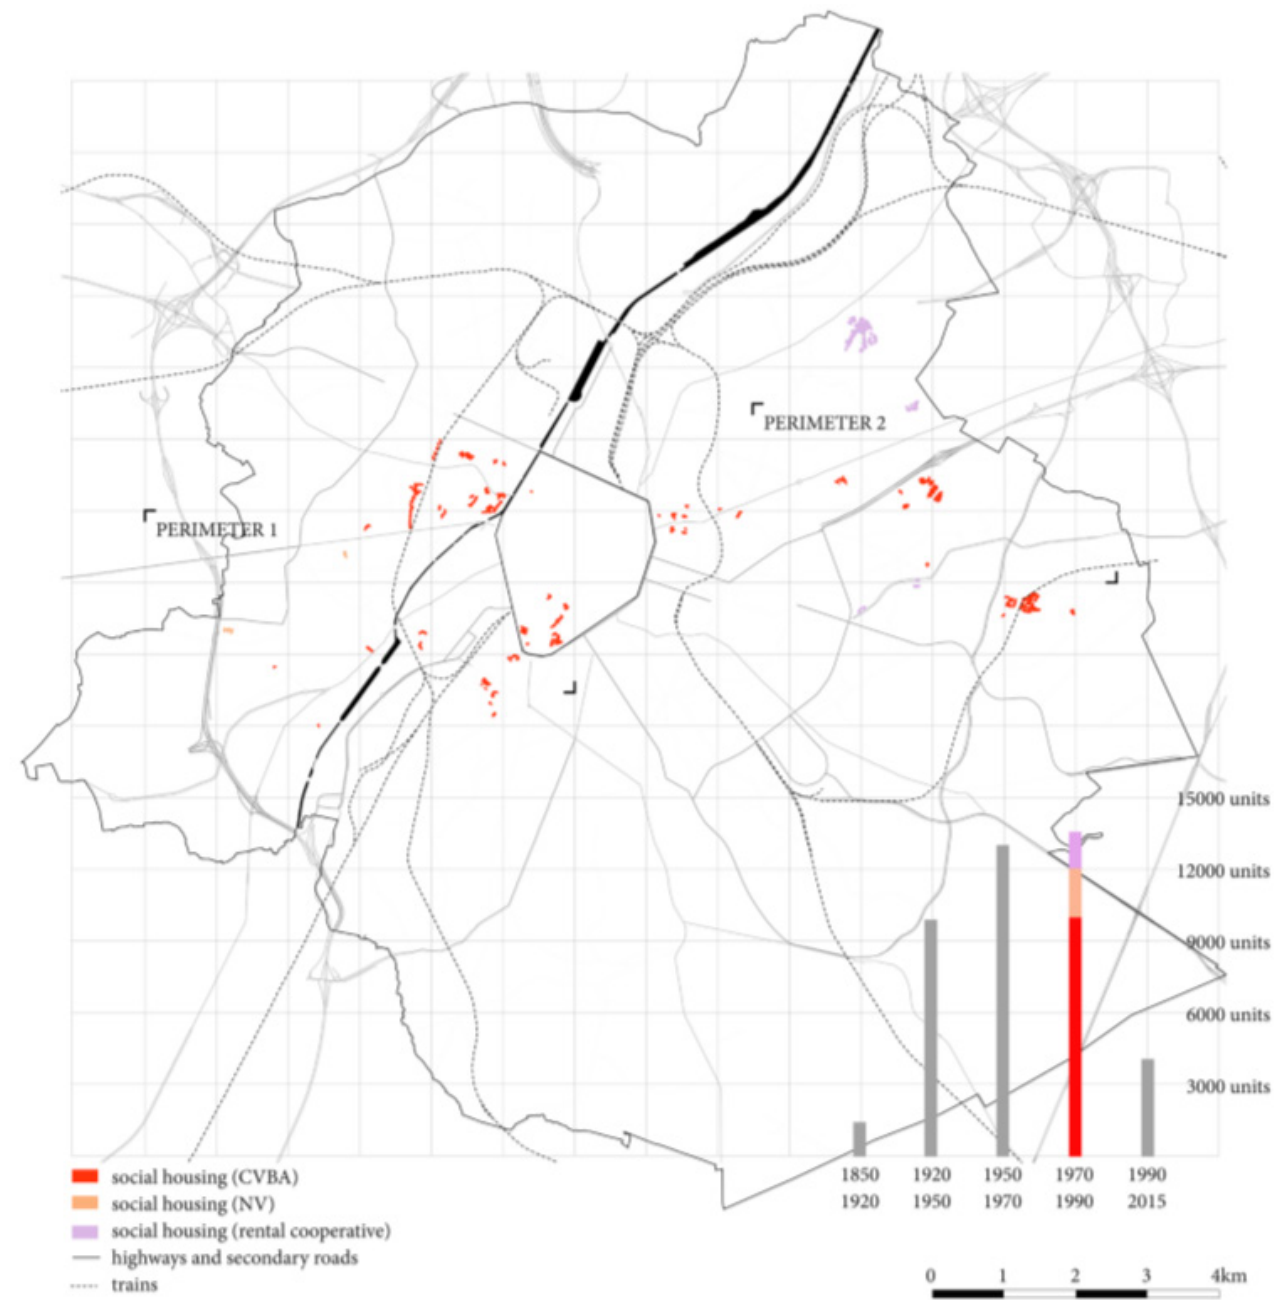 PERIMETER 2
PERIMETER 1
15000 units
12000 units
9000 units
6000 units
3000 units
1850 1920 1950 1970 1990
1920 1950 1970 1990 2015
social housing (CVBA)
social housing (NV)
social housing (rental cooperative)
highways and secondary roads
trains
0 1 2 3 4km